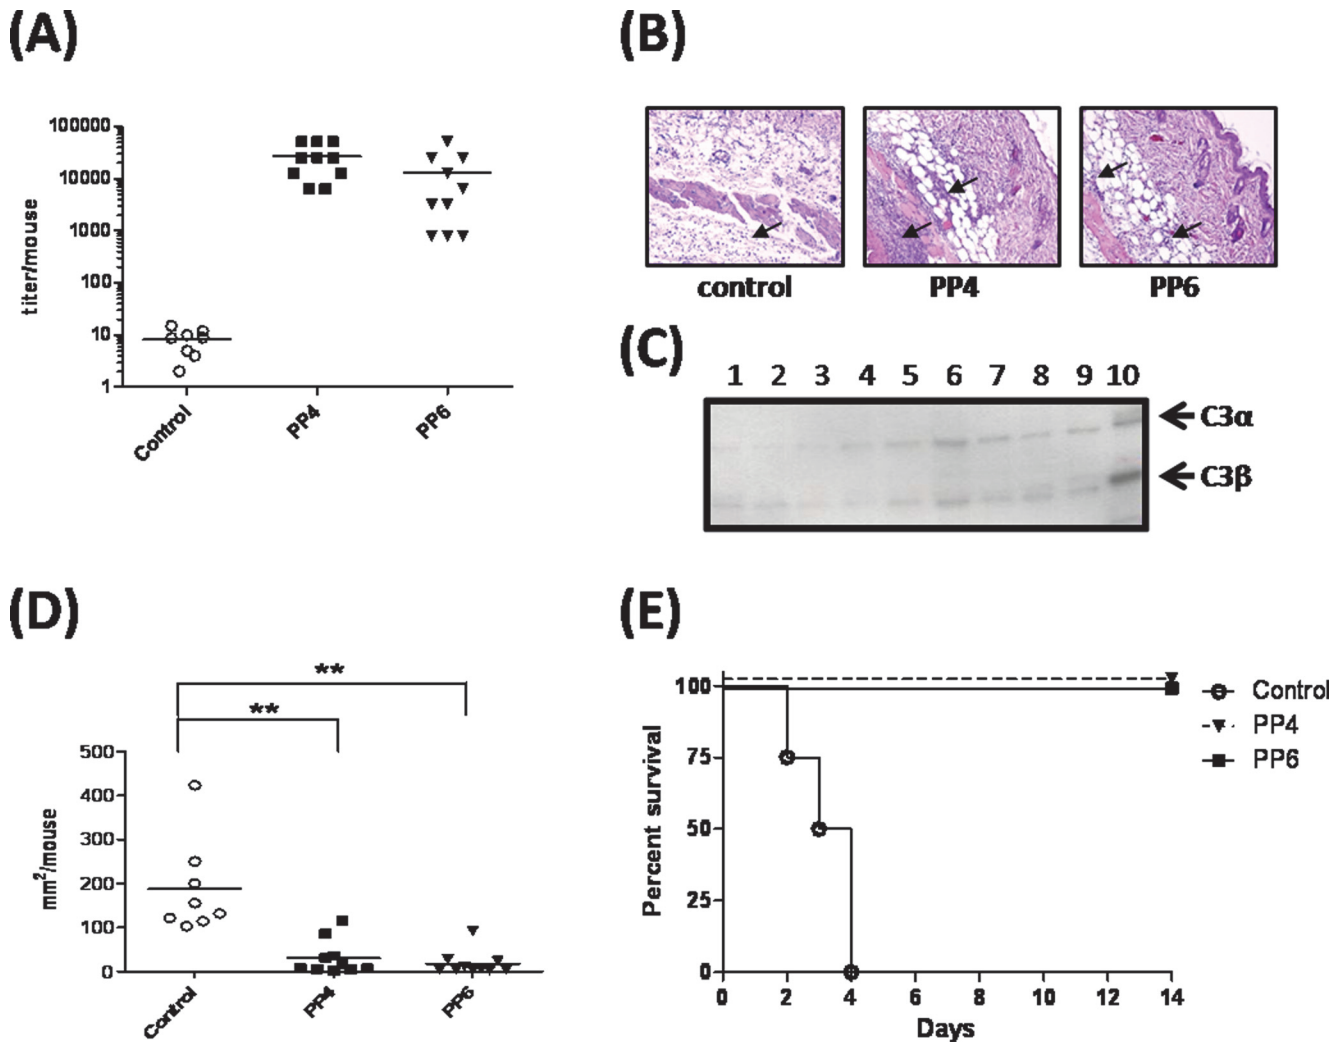 (A)
titer/mouse
100000
10000
1000
100
10
1
Control
PP4
PP6
(B)
control
PP4
PP6
(C)
1 2 3 4 5 6 7 8 9 10
C3α
C3β
(D)
**
**
mm²/mouse
500
400
300
200
100
0
Control
PP4
PP6
(E)
Percent survival
100
75
50
25
0
0 2 4 6 8 10 12 14
Days
Control
PP4
PP6